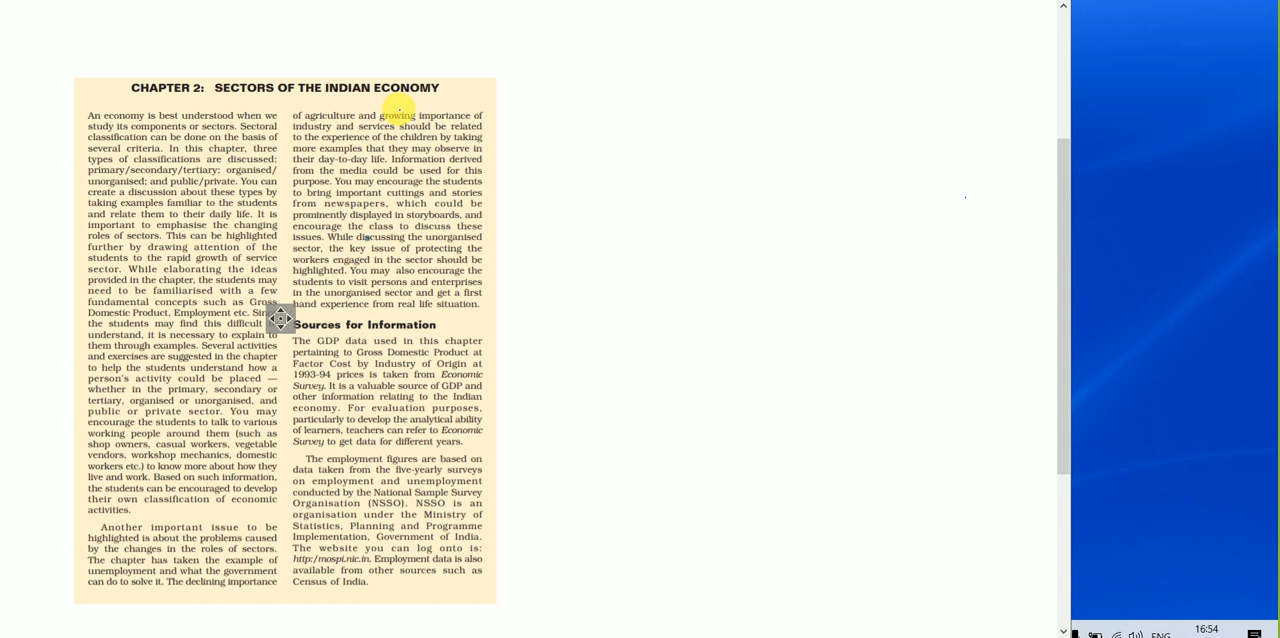 CHAPTER 2: SECTORS OF THE INDIAN ECONOMY
An economy is best understood when we
study its components or sectors. Sectoral
classification can be done on the basis of
several criteria. In this chapter, three
types of classifications are discussed:
primary/secondary/tertiary; organised/
unorganised; and public/private. You can
create a discussion about these types by
taking examples familiar to the students
and relate them to their daily life. It is
important to emphasise the changing
roles of sectors. This can be highlighted
further by drawing attention of the
students to the rapid growth of service
sector. While elaborating the ideas
provided in the chapter, the students may
need to be familiarised with a few
fundamental concepts such as Gross
Domestic Product, Employment etc.
the students may find this difficult
understand, it is necessary to explain to
them through examples. Several activities
and exercises are suggested in the chapter
to help the students understand how a
person's activity could be placed —
whether in the primary, secondary or
tertiary, organised or unorganised, and
public or private sector. You may
encourage the students to talk to various
working people around them (such as
shop owners, casual workers, vegetable
vendors, workshop mechanics, domestic
workers etc.) to know more about how they
live and work. Based on such information,
the students can be encouraged to develop
their own classification of economic
activities.
Another important issue to be
highlighted is about the problems caused
by the changes in the roles of sectors.
The chapter has taken the example of
unemployment and what the government
can do to solve it. The declining importance
of agriculture and growing importance of
industry and services should be related
to the experience of the children by taking
more examples that they may observe in
their day-to-day life. Information derived
from the media could be used for this
purpose. You may encourage the students
to bring important cuttings and stories
from newspapers, which could be
prominently displayed in storyboards, and
encourage the class to discuss these
issues. While discussing the unorganised
sector, the key issue of protecting the
workers engaged in the sector should be
highlighted. You may also encourage the
students to visit persons and enterprises
in the unorganised sector and get a first
hand experience from real life situation.
Sources for Information
The GDP data used in this chapter
pertaining to Gross Domestic Product at
Factor Cost by Industry of Origin at
1993-94 prices is taken from Economic
Survey. It is a valuable source of GDP and
other information relating to the Indian
economy. For evaluation purposes,
particularly to develop the analytical ability
of learners, teachers can refer to Economic
Survey to get data for different years.
The employment figures are based on
data taken from the five-yearly surveys
on employment and unemployment
conducted by the National Sample Survey
Organisation (NSSO). NSSO is an
organisation under the Ministry of
Statistics, Planning and Programme
Implementation, Government of India.
The website you can log onto is:
http:/mospi.nic.in. Employment data is also
available from other sources such as
Census of India.
ENG
16:54